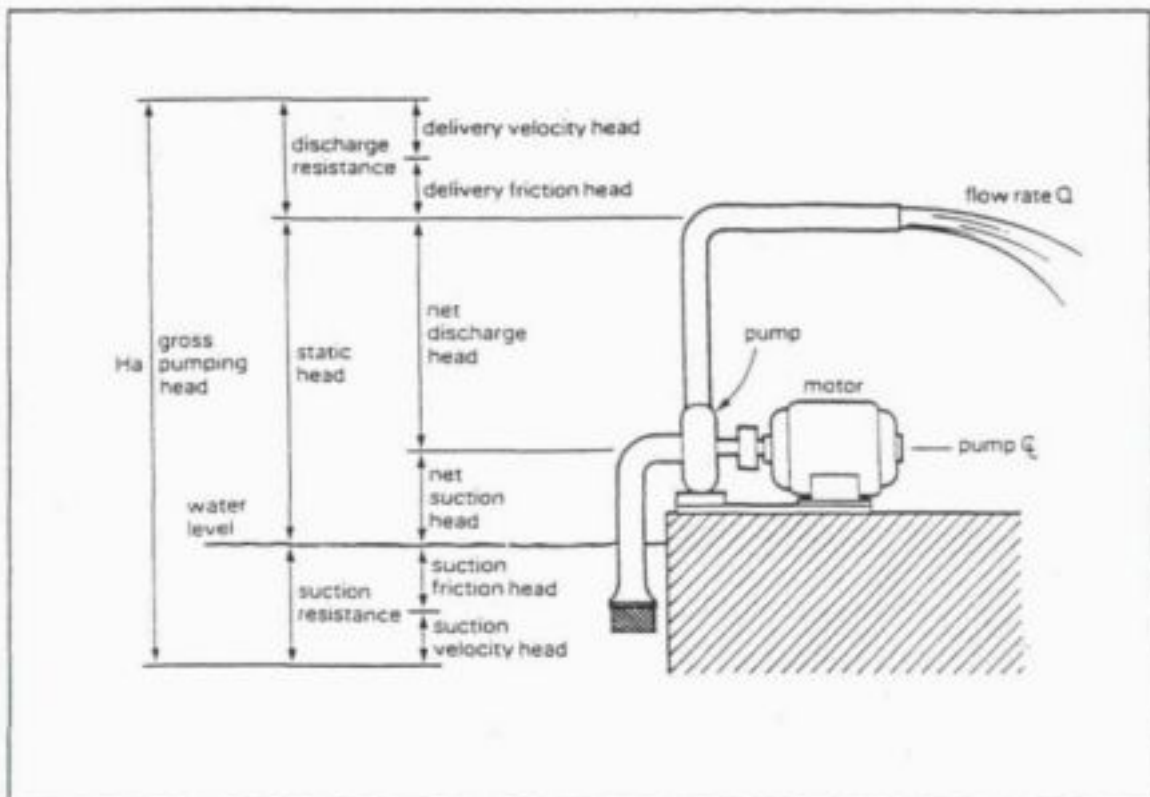 delivery velocity head
discharge
resistance
delivery friction head
flow rate Q
net
discharge
head
pump
Ha
gross
pumping
head
static
head
motor
pump ℄
net
suction
head
water
level
suction
friction head
suction
resistance
suction
velocity head